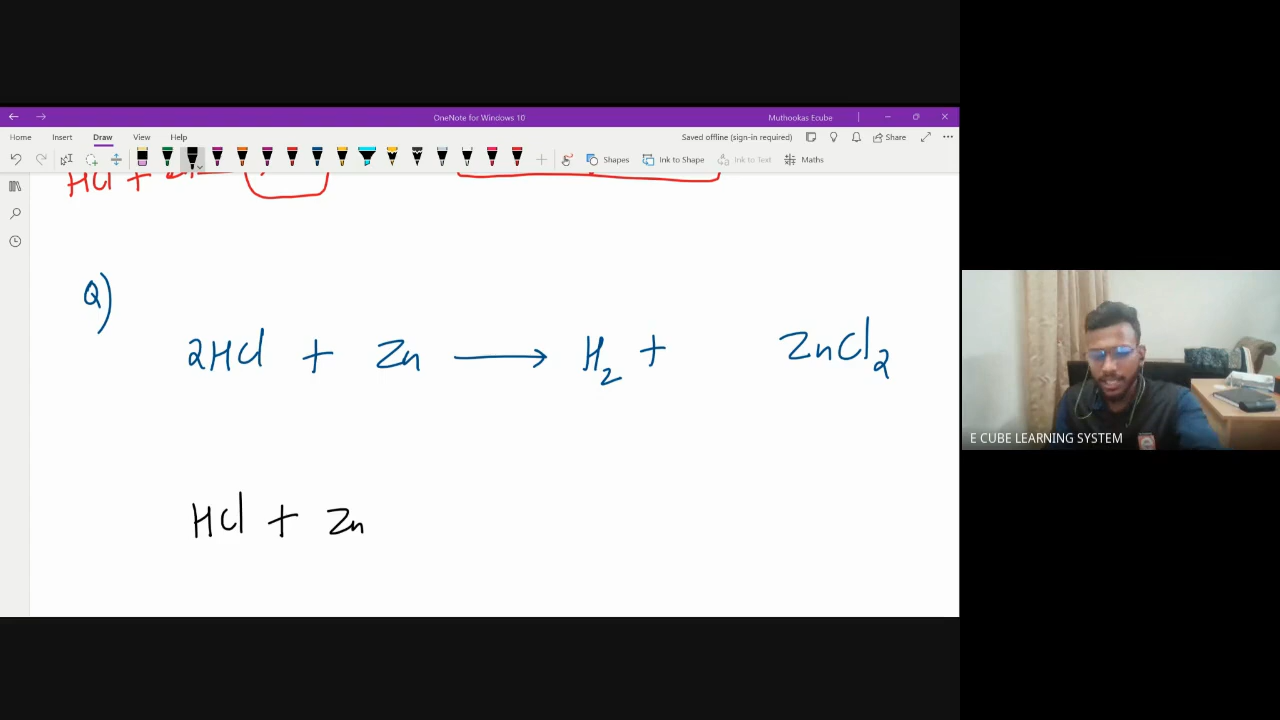 OneNote for Windows 10
Muthookas Ecube
Home Insert Draw View Help
Saved offline (sign-in required)
Share
Shapes
Ink to Shape
Ink to Text
Maths
HCl +
Q)
2HCl + Zn ⟶ H₂ + ZnCl₂
HCl + Zn
E CUBE LEARNING SYSTEM